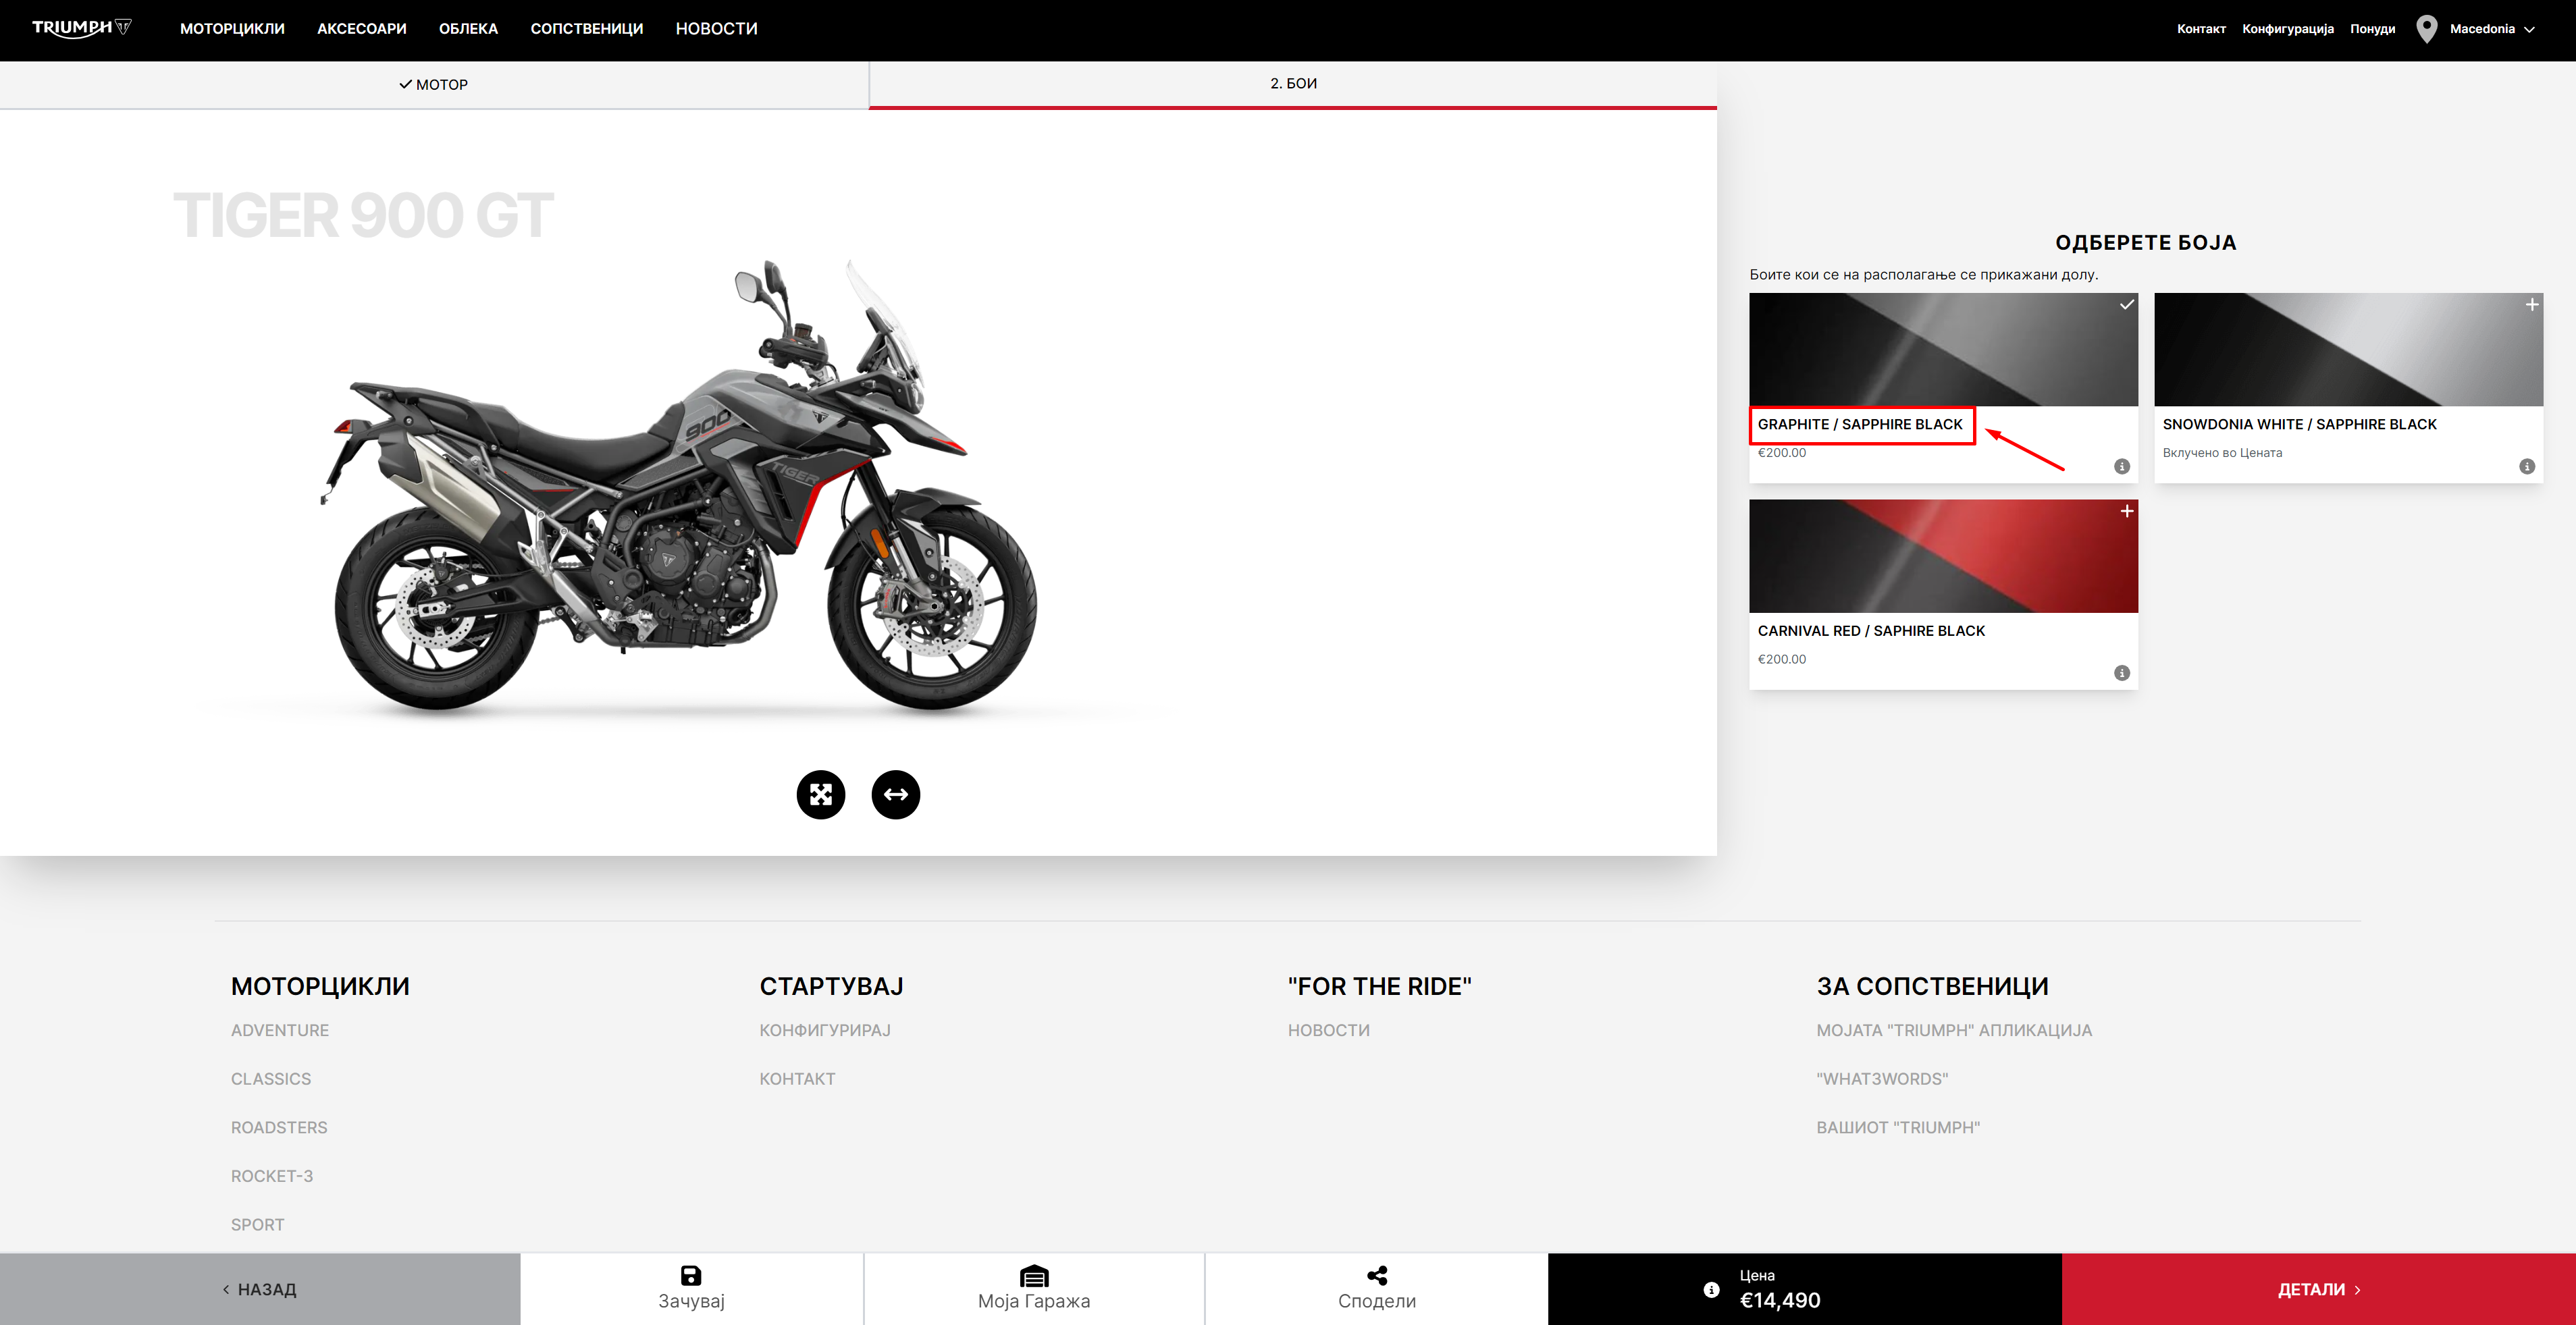 TRIUMPH
МОТОРЦИКЛИ АКСЕСОАРИ ОБЛЕКА СОПСТВЕНИЦИ НОВОСТИ
Контакт Конфигурација Понуди Macedonia
МОТОР
2. БОИ
TIGER 900 GT
900
TIGER
ОДБЕРЕТЕ БОЈА
Боите кои се на располагање се прикажани долу.
GRAPHITE / SAPPHIRE BLACK
€200.00
SNOWDONIA WHITE / SAPPHIRE BLACK
Вклучено во Цената
CARNIVAL RED / SAPHIRE BLACK
€200.00
МОТОРЦИКЛИ
ADVENTURE
CLASSICS
ROADSTERS
ROCKET-3
SPORT
СТАРТУВАЈ
КОНФИГУРИРАЈ
КОНТАКТ
"FOR THE RIDE"
НОВОСТИ
ЗА СОПСТВЕНИЦИ
МОЈАТА "TRIUMPH" АПЛИКАЦИЈА
"WHAT3WORDS"
ВАШИОТ "TRIUMPH"
НАЗАД
Зачувај
Моја Гаража
Сподели
Цена
€14,490
ДЕТАЛИ